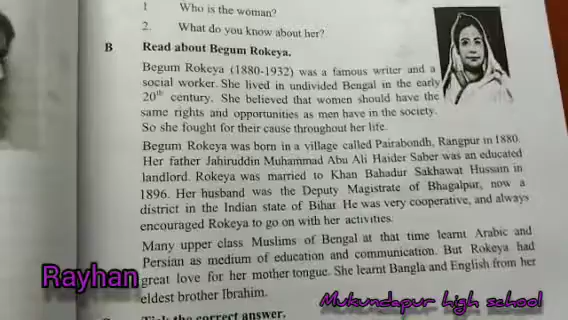 1 Who is the woman?
2. What do you know about her?
B Read about Begum Rokeya.
Begum Rokeya (1880-1932) was a famous writer and a
social worker. She lived in undivided Bengal in the early
20th century. She believed that women should have the
same rights and opportunities as men have in the society.
So she fought for their cause throughout her life.
Begum Rokeya was born in a village called Pairabondh, Rangpur in 1880.
Her father Jahiruddin Muhammad Abu Ali Haider Saber was an educated
landlord. Rokeya was married to Khan Bahadur Sakhawat Hussain in
1896. Her husband was the Deputy Magistrate of Bhagalpur, now a
district in the Indian state of Bihar. He was very cooperative, and always
encouraged Rokeya to go on with her activities.
Many upper class Muslims of Bengal at that time learnt Arabic and
Persian as medium of education and communication. But Rokeya had
great love for her mother tongue. She learnt Bangla and English from her
eldest brother Ibrahim.
Rayhan
Mukundapur high school
Tick the correct answer.